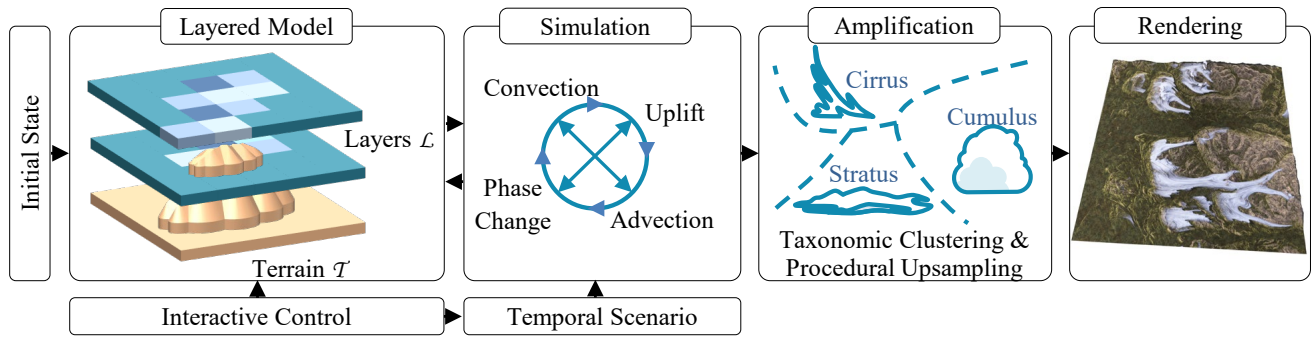 Initial State
Layered Model
Layers ℒ
Terrain 𝒯
Simulation
Convection
Uplift
Phase
Change
Advection
Amplification
Cirrus
Cumulus
Stratus
Taxonomic Clustering &
Procedural Upsampling
Rendering
Interactive Control
Temporal Scenario